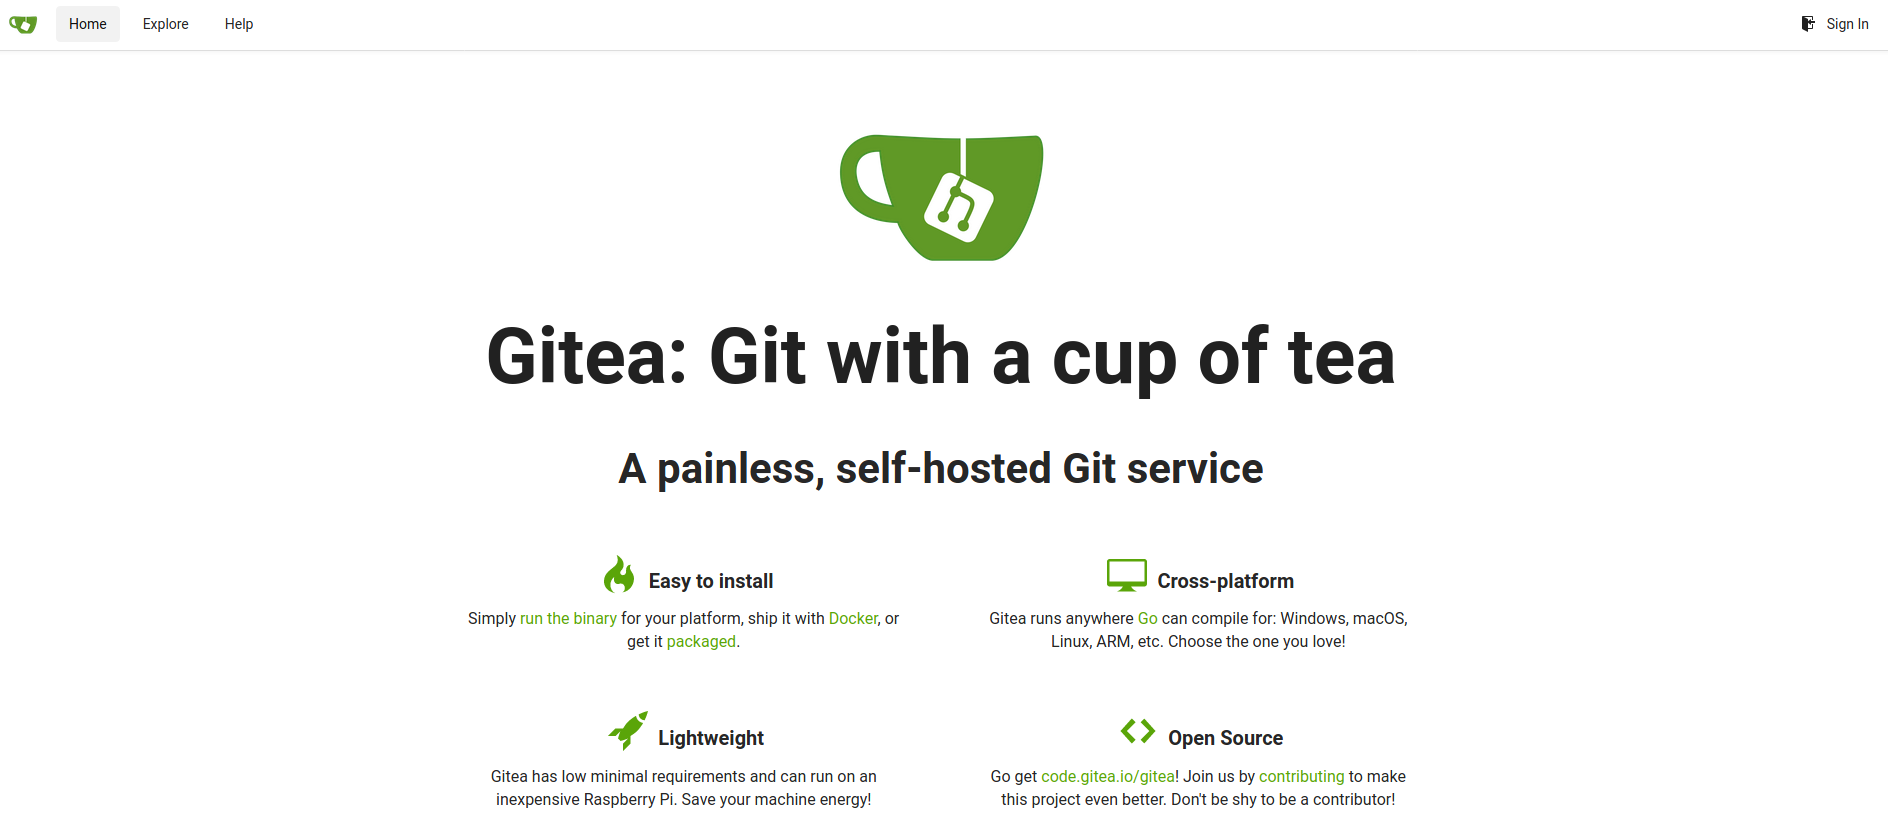 Home
Explore
Help
Sign In
Gitea: Git with a cup of tea
A painless, self-hosted Git service
Easy to install
Simply run the binary for your platform, ship it with Docker, or
get it packaged.
Cross-platform
Gitea runs anywhere Go can compile for: Windows, macOS,
Linux, ARM, etc. Choose the one you love!
Lightweight
Gitea has low minimal requirements and can run on an
inexpensive Raspberry Pi. Save your machine energy!
Open Source
Go get code.gitea.io/gitea! Join us by contributing to make
this project even better. Don't be shy to be a contributor!